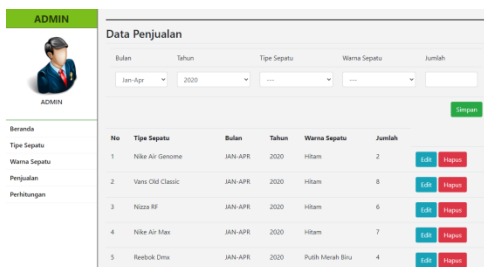 ADMIN
ADMIN
Beranda
Tipe Sepatu
Warna Sepatu
Penjualan
Perhitungan
Data Penjualan
Bulan Tahun Tipe Sepatu Warna Sepatu Jumlah
Jan-Apr 2020 --- ---
Simpan
No Tipe Sepatu Bulan Tahun Warna Sepatu Jumlah
1 Nike Air Genome JAN-APR 2020 Hitam 2 Edit Hapus
2 Vans Old Classic JAN-APR 2020 Hitam 8 Edit Hapus
3 Nizza RF JAN-APR 2020 Hitam 6 Edit Hapus
4 Nike Air Max JAN-APR 2020 Hitam 7 Edit Hapus
5 Reebok Dmx JAN-APR 2020 Putih Merah Biru 4 Edit Hapus